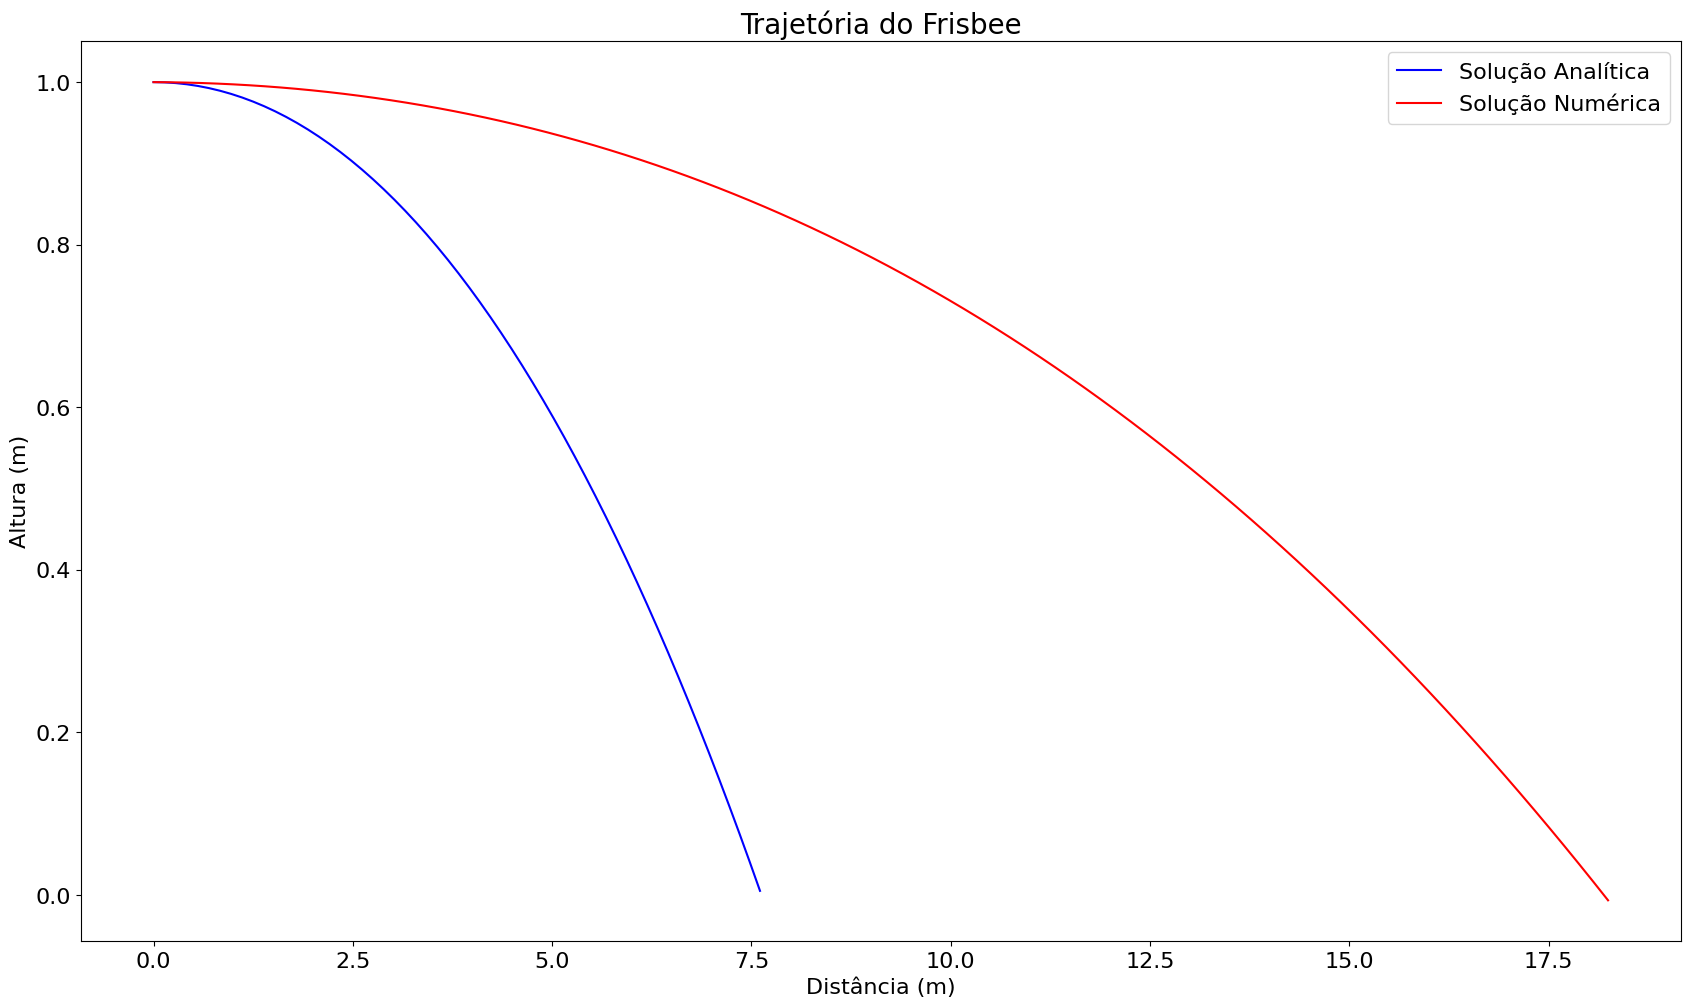 Trajetória do Frisbee
Solução Analítica
Solução Numérica
1.0
0.8
0.6
0.4
0.2
0.0
Altura (m)
0.0 2.5 5.0 7.5 10.0 12.5 15.0 17.5
Distância (m)